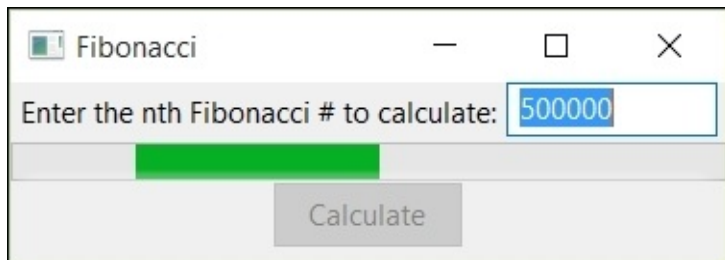 Fibonacci
Enter the nth Fibonacci # to calculate: 500000
Calculate